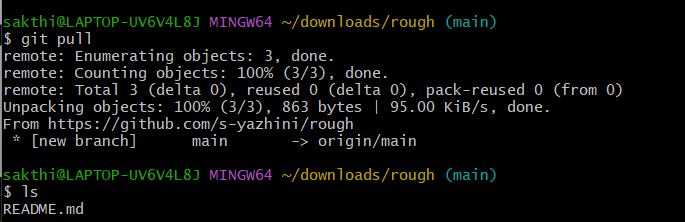 sakthi@LAPTOP-UV6V4L8J MINGW64 ~/downloads/rough (main)
$ git pull
remote: Enumerating objects: 3, done.
remote: Counting objects: 100% (3/3), done.
remote: Total 3 (delta 0), reused 0 (delta 0), pack-reused 0 (from 0)
Unpacking objects: 100% (3/3), 863 bytes | 95.00 KiB/s, done.
From https://github.com/s-yazhini/rough
 * [new branch]      main       -> origin/main
sakthi@LAPTOP-UV6V4L8J MINGW64 ~/downloads/rough (main)
$ ls
README.md